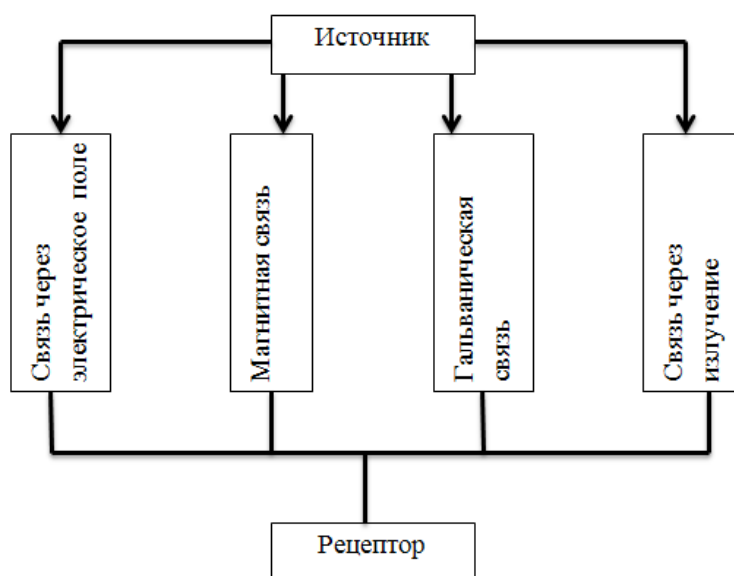 Источник
Связь через
электрическое поле
Магнитная связь
Гальваническая
связь
Связь через
излучение
Рецептор